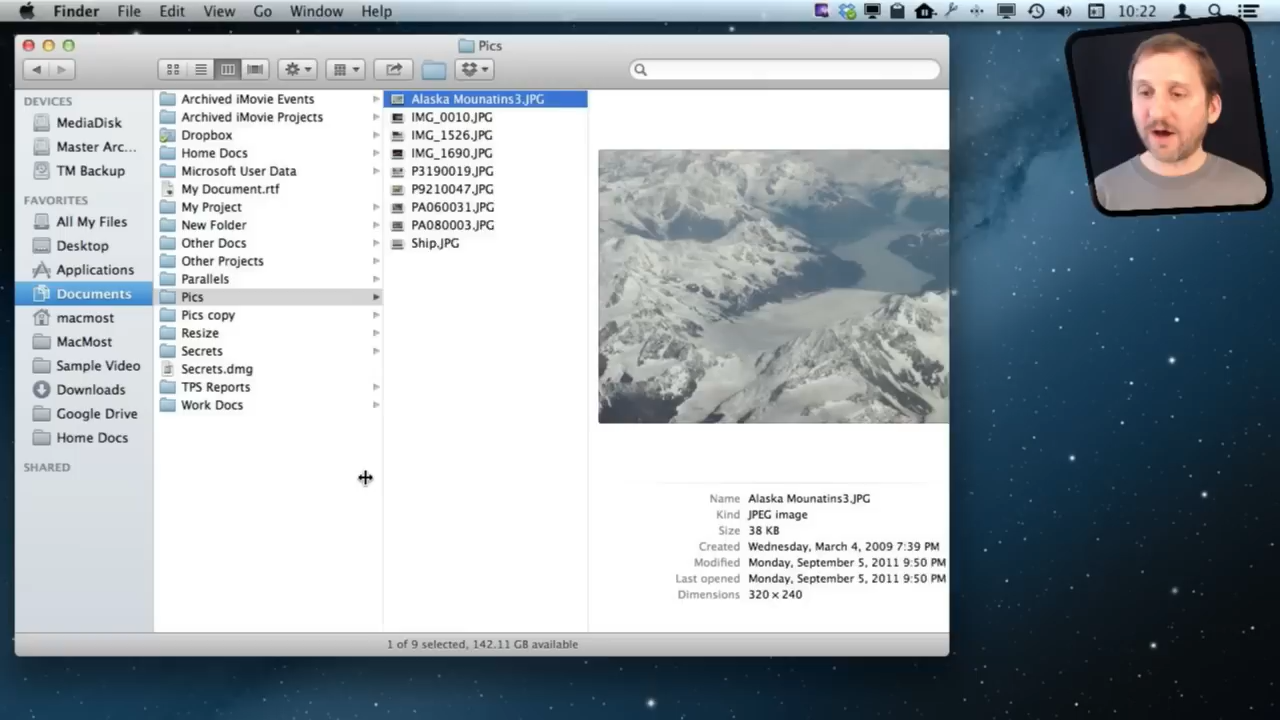 Finder File Edit View Go Window Help 10:22
Pics
DEVICES
MediaDisk
Master Arc...
TM Backup
FAVORITES
All My Files
Desktop
Applications
Documents
macmost
MacMost
Sample Video
Downloads
Google Drive
Home Docs
SHARED
Archived iMovie Events
Archived iMovie Projects
Dropbox
Home Docs
Microsoft User Data
My Document.rtf
My Project
New Folder
Other Docs
Other Projects
Parallels
Pics
Pics copy
Resize
Secrets
Secrets.dmg
TPS Reports
Work Docs
Alaska Mounatins3.JPG
IMG_0010.JPG
IMG_1526.JPG
IMG_1690.JPG
P3190019.JPG
P9210047.JPG
PA060031.JPG
PA080003.JPG
Ship.JPG
Name Alaska Mounatins3.JPG
Kind JPEG image
Size 38 KB
Created Wednesday, March 4, 2009 7:39 PM
Modified Monday, September 5, 2011 9:50 PM
Last opened Monday, September 5, 2011 9:50 PM
Dimensions 320 × 240
1 of 9 selected, 142.11 GB available